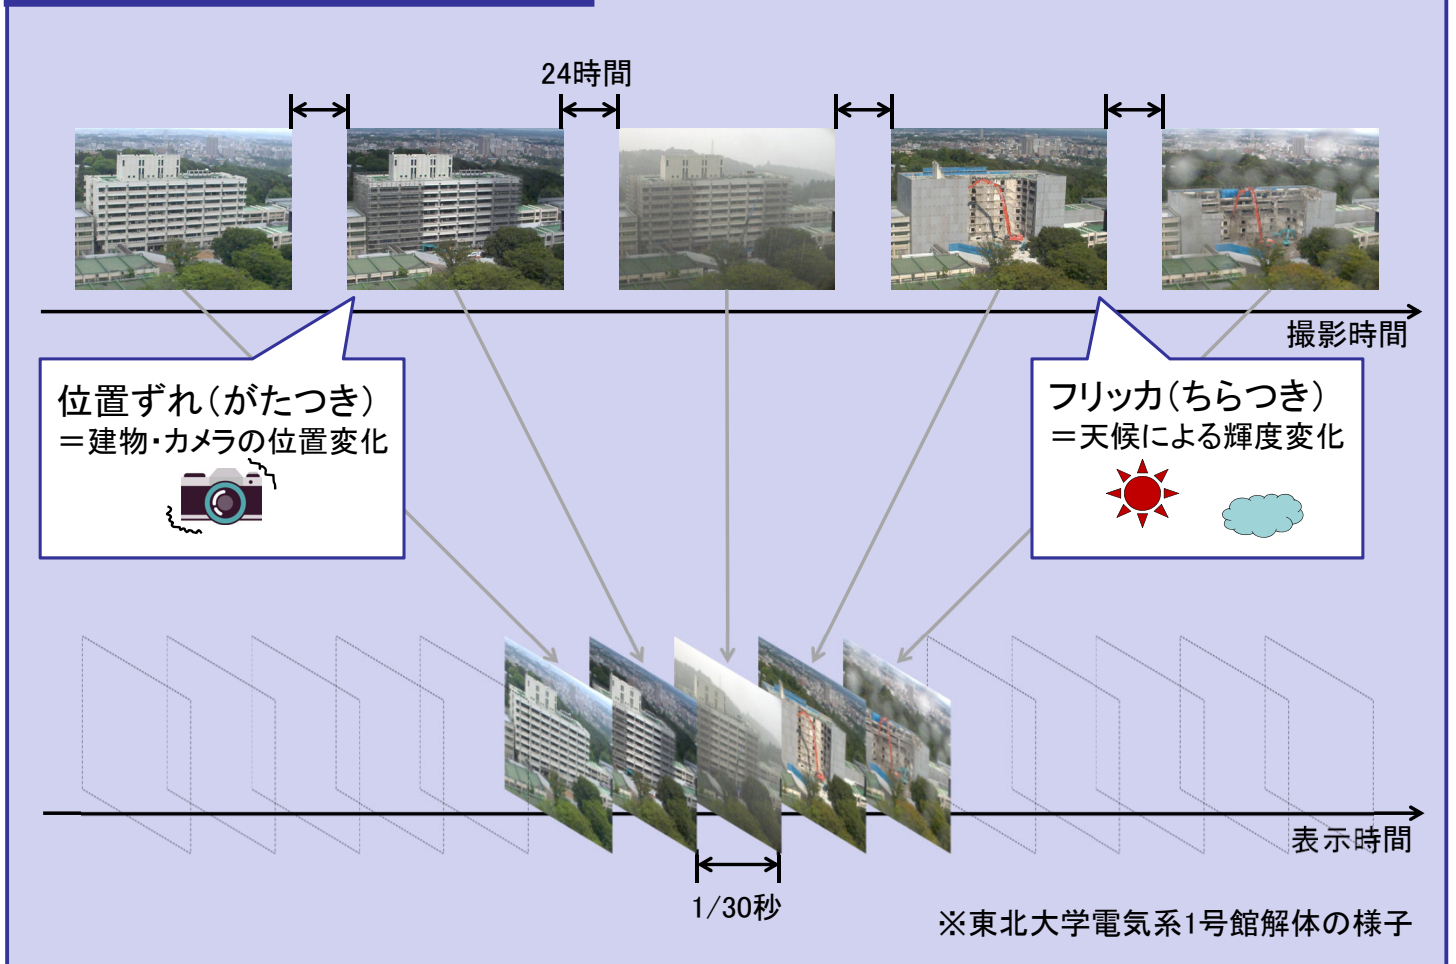 24時間
撮影時間
位置ずれ(がたつき)
＝建物・カメラの位置変化
フリッカ(ちらつき)
＝天候による輝度変化
表示時間
1/30秒
※東北大学電気系1号館解体の様子